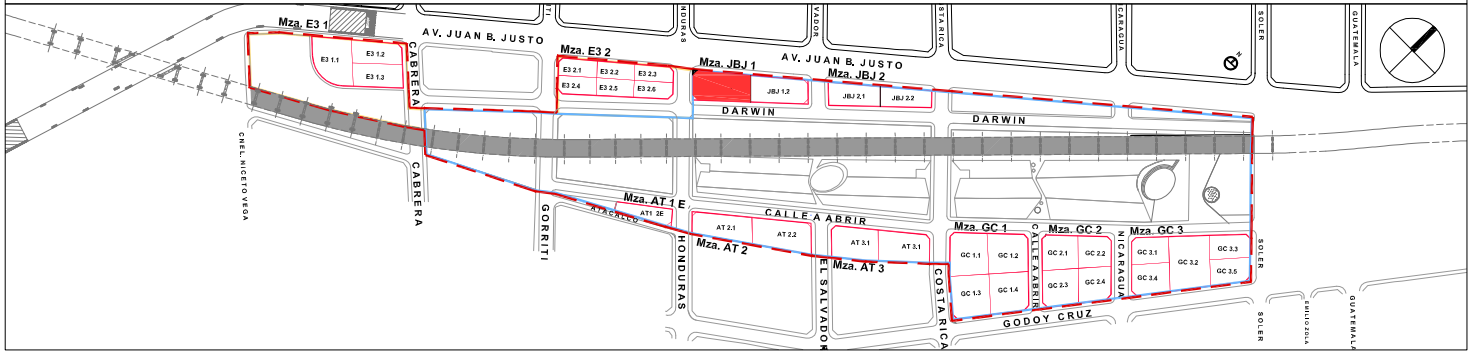 ITI
NDURAS
VADOR
STARICA
CARAGUA
SOLER
GUATEMALA
Mza. E3 1
AV. JUAN B. JUSTO
E3 1.1
E3 1.2
E3 1.3
CABRERA
Mza. E3 2
E3 2.1
E3 2.2
E3 2.3
E3 2.4
E3 2.5
E3 2.6
AV. JUAN B. JUSTO
Mza. JBJ 1
JBJ 1.2
Mza. JBJ 2
JBJ 2.1
JBJ 2.2
N
DARWIN
DARWIN
CNEL. NICETO VEGA
CABRERA
GORRITI
Mza. AT 1 E
ATACALCO
AT1 2E
HONDURAS
CALLE A ABRIR
AT 2.1
AT 2.2
Mza. AT 2
EL SALVADOR
AT 3.1
AT 3.1
Mza. AT 3
COSTA RICA
Mza. GC 1
GC 1.1
GC 1.2
GC 1.3
GC 1.4
CALLE A ABRIR
Mza. GC 2
GC 2.1
GC 2.2
GC 2.3
GC 2.4
NICARAGUA
Mza. GC 3
GC 3.1
GC 3.2
GC 3.3
GC 3.4
GC 3.5
GODOY CRUZ
SOLER
SOLER
EMILIO ZOLA
GUATEMALA